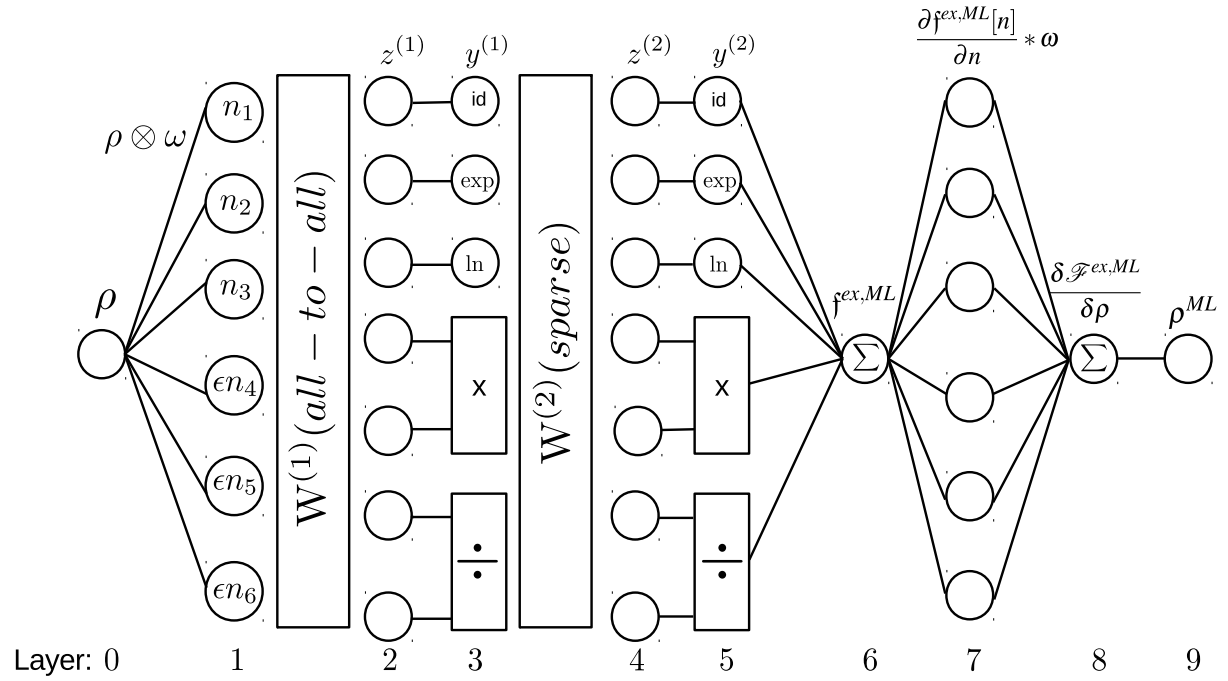 ∂𝔣^{ex,ML}[n]/∂n ∗ ω
z^{(1)} y^{(1)} z^{(2)} y^{(2)}
n_1 id id
ρ ⊗ ω
n_2 exp exp
n_3 ln ln
W^{(1)}(all − to − all)
W^{(2)}(sparse)
ρ 𝔣^{ex,ML} δℱ^{ex,ML}/δρ ρ^{ML}
Σ Σ
ϵn_4 x x
ϵn_5
÷ ÷
ϵn_6
Layer: 0 1 2 3 4 5 6 7 8 9